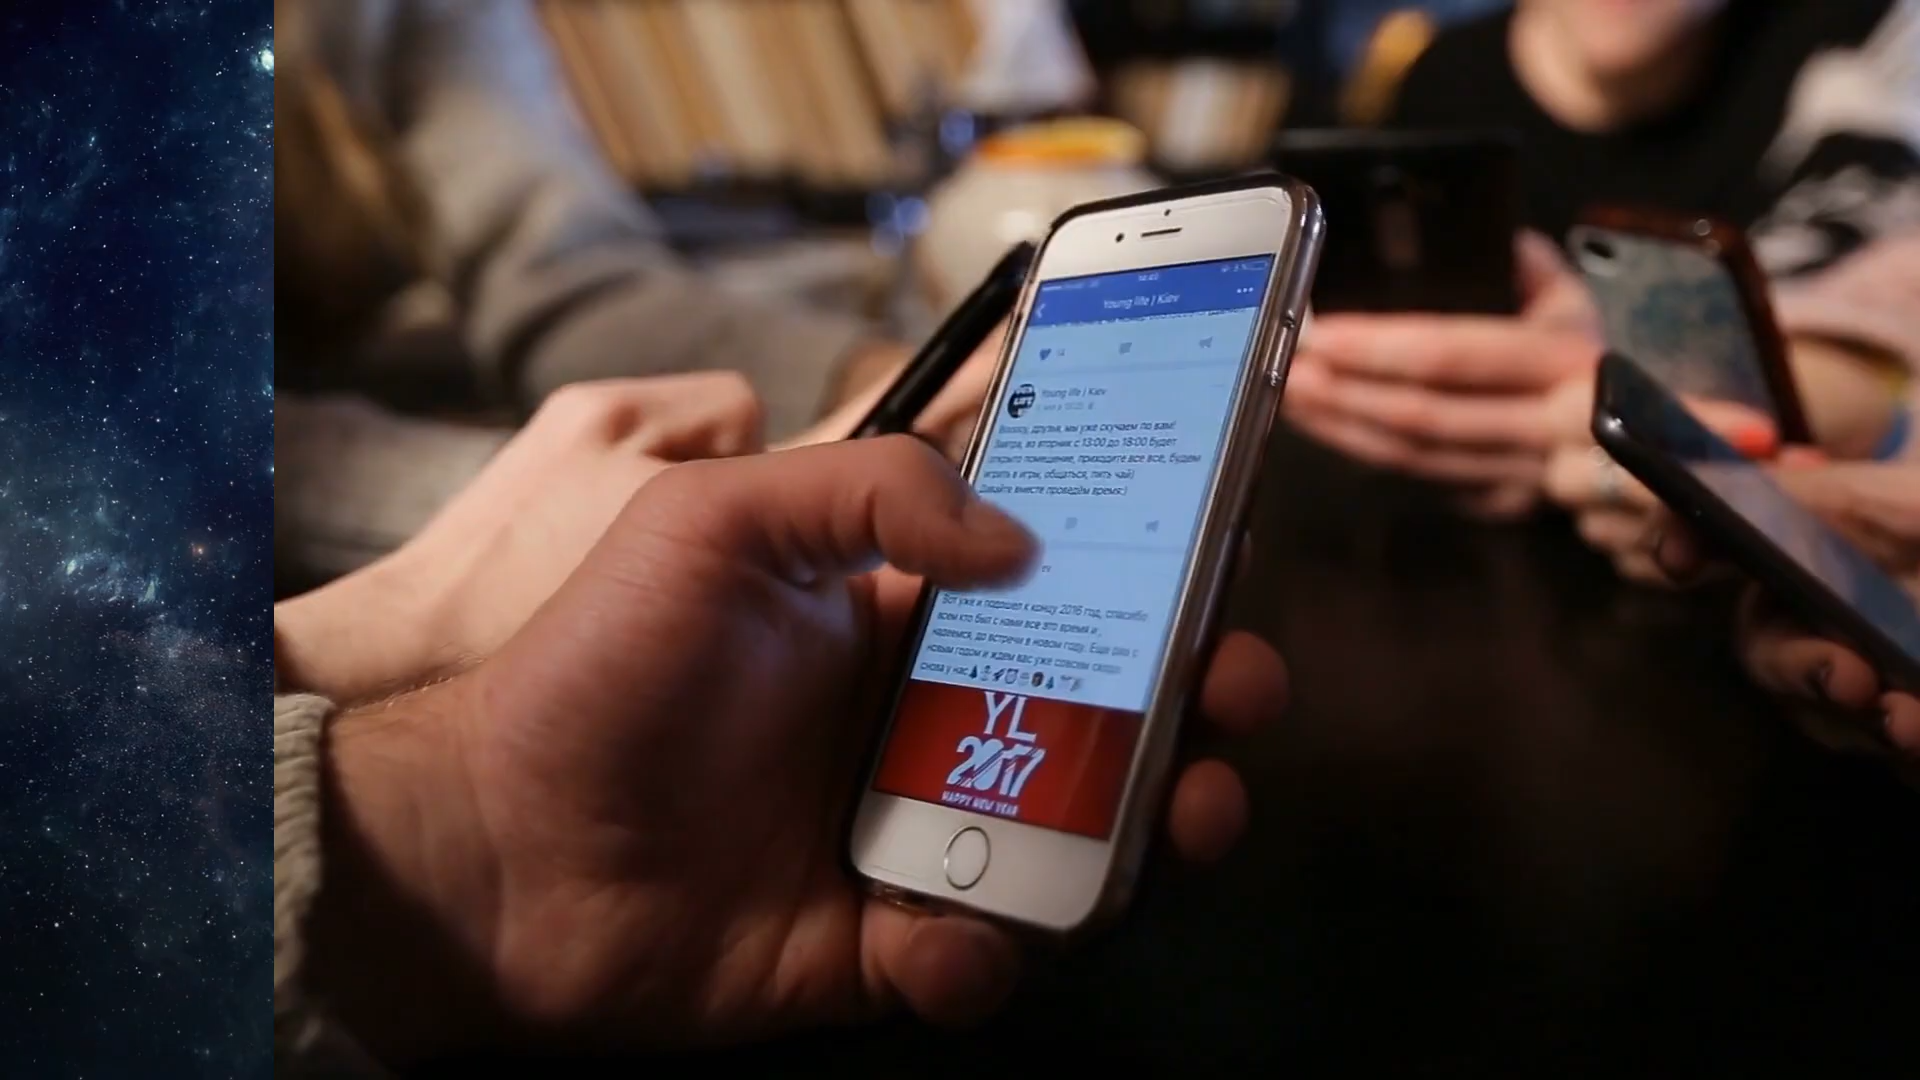 Young life | Kiev
14
Young life | Kiev
Вооооу, друзья, мы уже скучаем по вам!
Завтра, во вторник с 13:00 до 18:00 будет
открыто помещение, приходите все все, будем
играть в игры, общаться, пить чай)
Давайте вместе проведём время:)
ev
Вот уже и подошел к концу 2016 год, спасибо
всем кто был с нами все это время и ,
надеемся, до встречи в новом году. Еще раз с
новым годом и ждем вас уже совсем скоро
снова у нас
YL
2017
HAPPY NEW YEAR